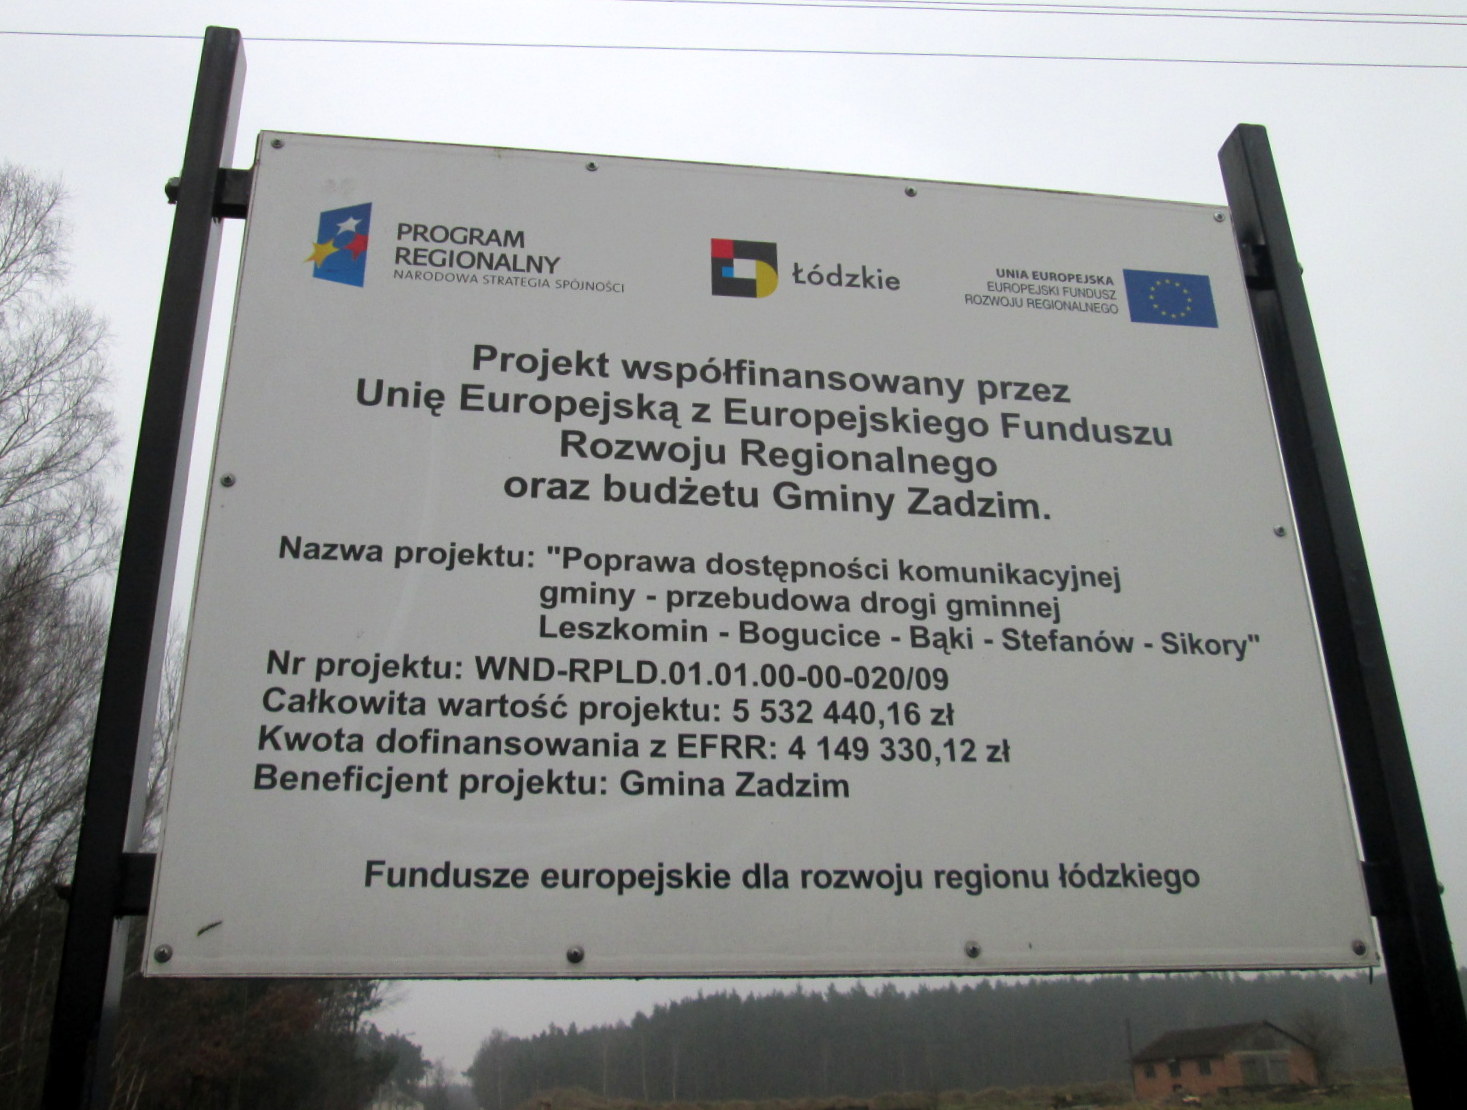 PROGRAM
REGIONALNY
NARODOWA STRATEGIA SPÓJNOŚCI
Łódzkie
UNIA EUROPEJSKA
EUROPEJSKI FUNDUSZ
ROZWOJU REGIONALNEGO
Projekt współfinansowany przez
Unię Europejską z Europejskiego Funduszu
Rozwoju Regionalnego
oraz budżetu Gminy Zadzim.
Nazwa projektu: "Poprawa dostępności komunikacyjnej
gminy - przebudowa drogi gminnej
Leszkomin - Bogucice - Bąki - Stefanów - Sikory"
Nr projektu: WND-RPLD.01.01.00-00-020/09
Całkowita wartość projektu: 5 532 440,16 zł
Kwota dofinansowania z EFRR: 4 149 330,12 zł
Beneficjent projektu: Gmina Zadzim
Fundusze europejskie dla rozwoju regionu łódzkiego